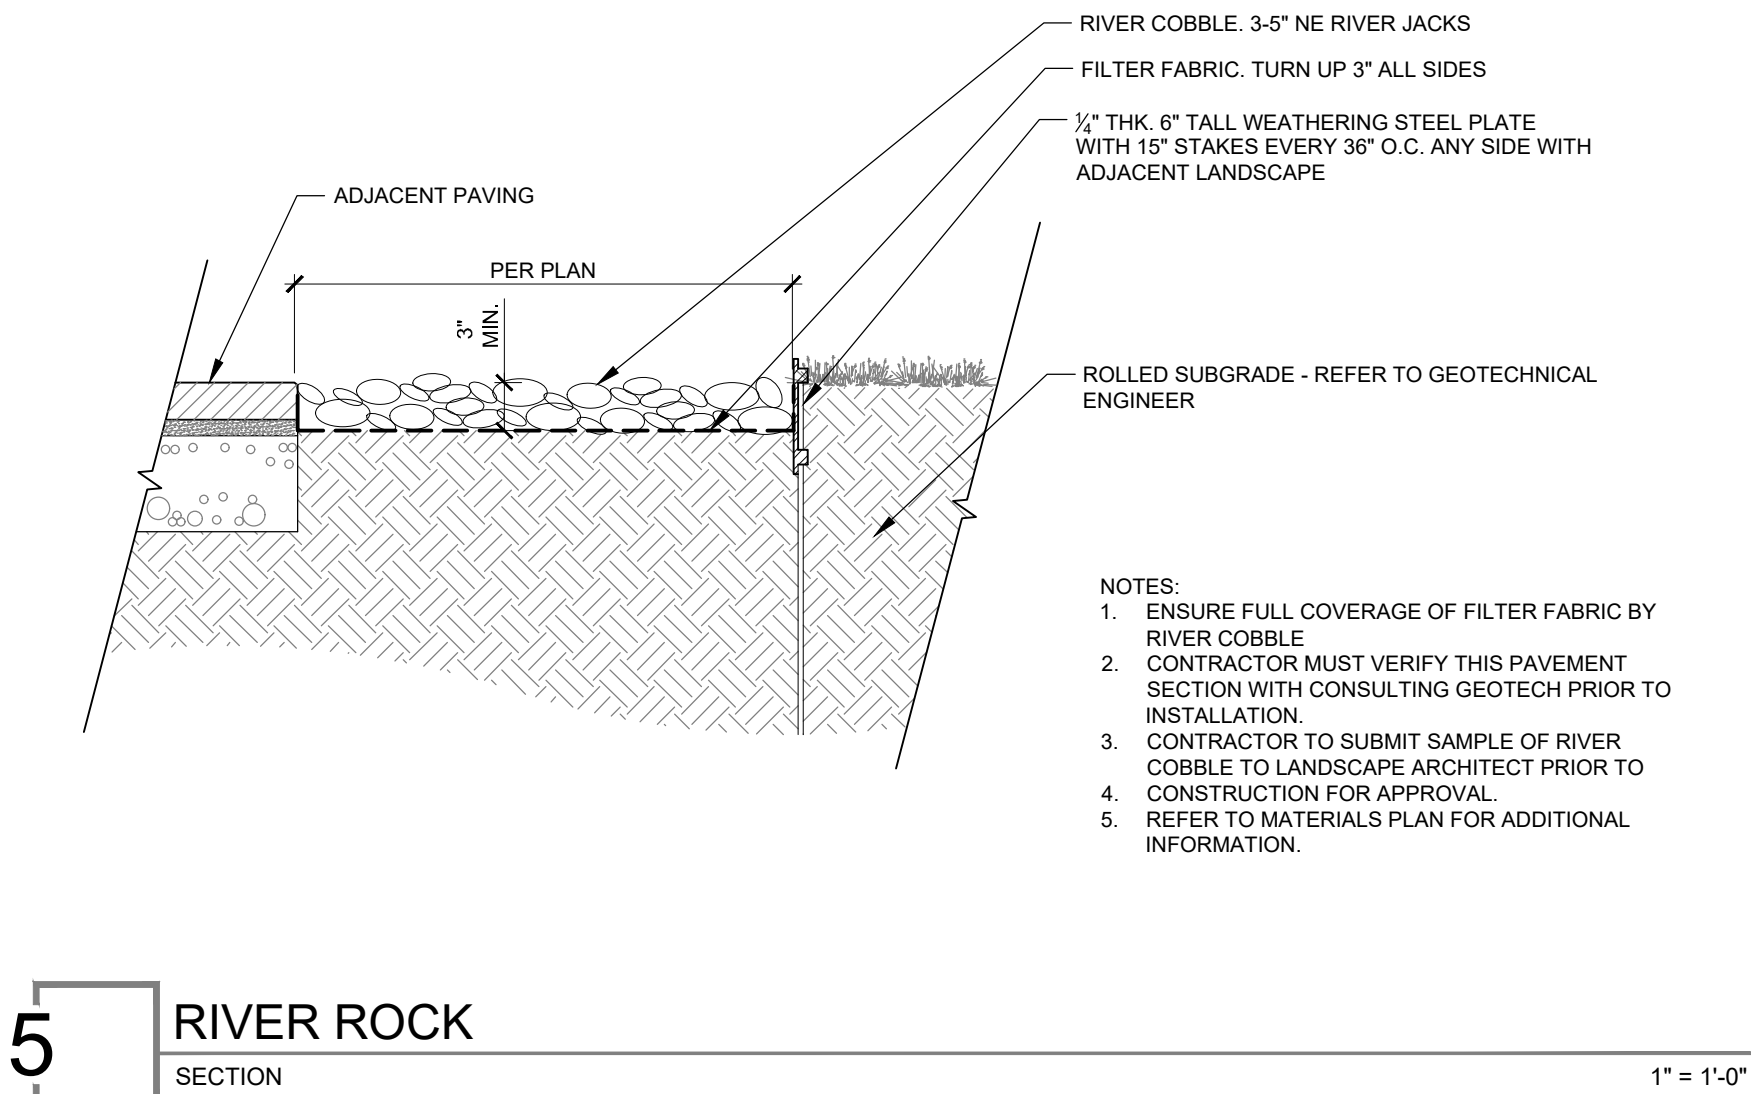 RIVER COBBLE. 3-5" NE RIVER JACKS
FILTER FABRIC. TURN UP 3" ALL SIDES
¼" THK. 6" TALL WEATHERING STEEL PLATE
WITH 15" STAKES EVERY 36" O.C. ANY SIDE WITH
ADJACENT LANDSCAPE
ADJACENT PAVING
PER PLAN
3"
MIN.
ROLLED SUBGRADE - REFER TO GEOTECHNICAL
ENGINEER
NOTES:
1. ENSURE FULL COVERAGE OF FILTER FABRIC BY
RIVER COBBLE
2. CONTRACTOR MUST VERIFY THIS PAVEMENT
SECTION WITH CONSULTING GEOTECH PRIOR TO
INSTALLATION.
3. CONTRACTOR TO SUBMIT SAMPLE OF RIVER
COBBLE TO LANDSCAPE ARCHITECT PRIOR TO
4. CONSTRUCTION FOR APPROVAL.
5. REFER TO MATERIALS PLAN FOR ADDITIONAL
INFORMATION.
5
RIVER ROCK
SECTION
1" = 1'-0"